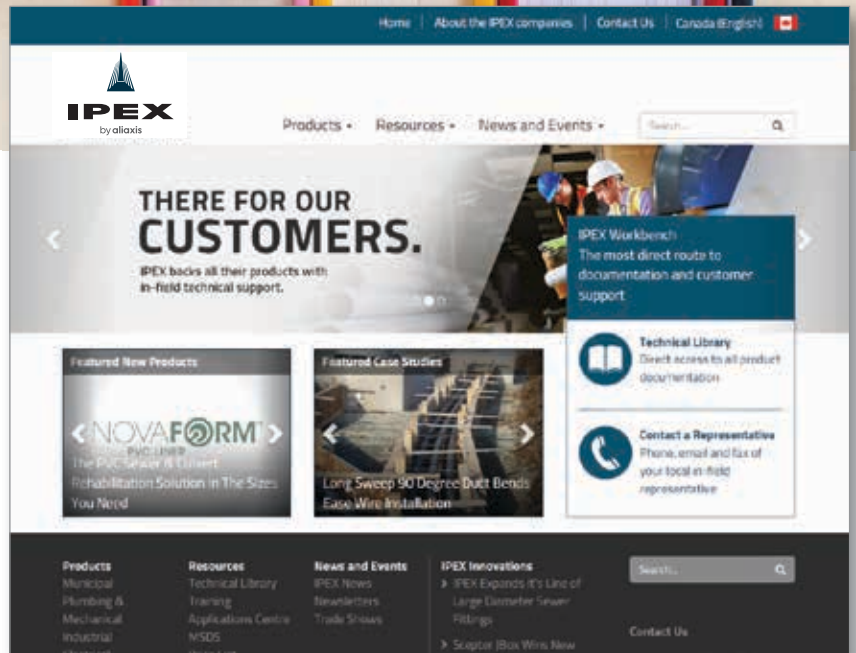 Home | About the IPEX companies | Contact Us | Canada (English)
IPEX
by aliaxis
Products
Resources
News and Events
Search...
THERE FOR OUR
CUSTOMERS.
IPEX backs all their products with
in-field technical support.
IPEX Workbench
The most direct route to
documentation and customer
support
Technical Library
Direct access to all product
documentation
Contact a Representative
Phone, email and fax of
your local in-field
representative
Featured New Products
NOVAFORM
PVC LINER
The PVC Sewer & Culvert
Rehabilitation Solution in The Sizes
You Need
Featured Case Studies
Long Sweep 90 Degree Duct Bends
Ease Wire Installation
Products
Municipal
Plumbing &
Mechanical
Industrial
Resources
Technical Library
Training
Applications Centre
MSDS
News and Events
IPEX News
Newsletters
Trade Shows
IPEX Innovations
IPEX Expands it's Line of
Large Diameter Sewer
Fittings
Scepter JBox Wins New
Search...
Contact Us